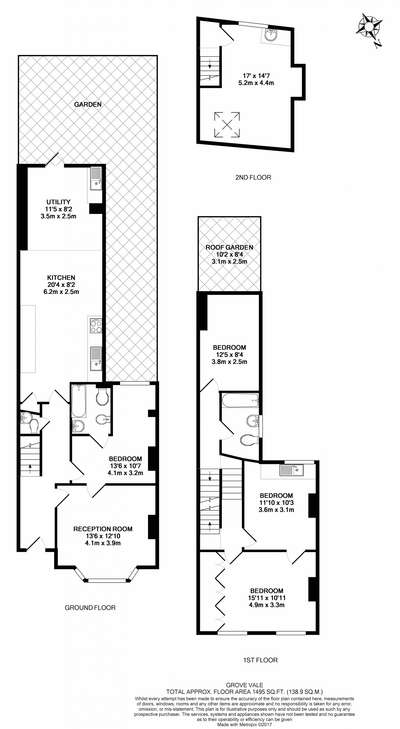 GARDEN
UTILITY
11'5 x 8'2
3.5m x 2.5m
KITCHEN
20'4 x 8'2
6.2m x 2.5m
BEDROOM
13'6 x 10'7
4.1m x 3.2m
RECEPTION ROOM
13'6 x 12'10
4.1m x 3.9m
GROUND FLOOR
17' x 14'7
5.2m x 4.4m
2ND FLOOR
ROOF GARDEN
10'2 x 8'4
3.1m x 2.5m
BEDROOM
12'5 x 8'4
3.8m x 2.5m
BEDROOM
11'10 x 10'3
3.6m x 3.1m
BEDROOM
15'11 x 10'11
4.9m x 3.3m
1ST FLOOR
GROVE VALE
TOTAL APPROX. FLOOR AREA 1495 SQ.FT. (138.9 SQ.M.)
Whilst every attempt has been made to ensure the accuracy of the floor plan contained here, measurements
of doors, windows, rooms and any other items are approximate and no responsibility is taken for any error,
omission, or mis-statement. This plan is for illustrative purposes only and should be used as such by any
prospective purchaser. The services, systems and appliances shown have not been tested and no guarantee
as to their operability or efficiency can be given
Made with Metropix ©2017